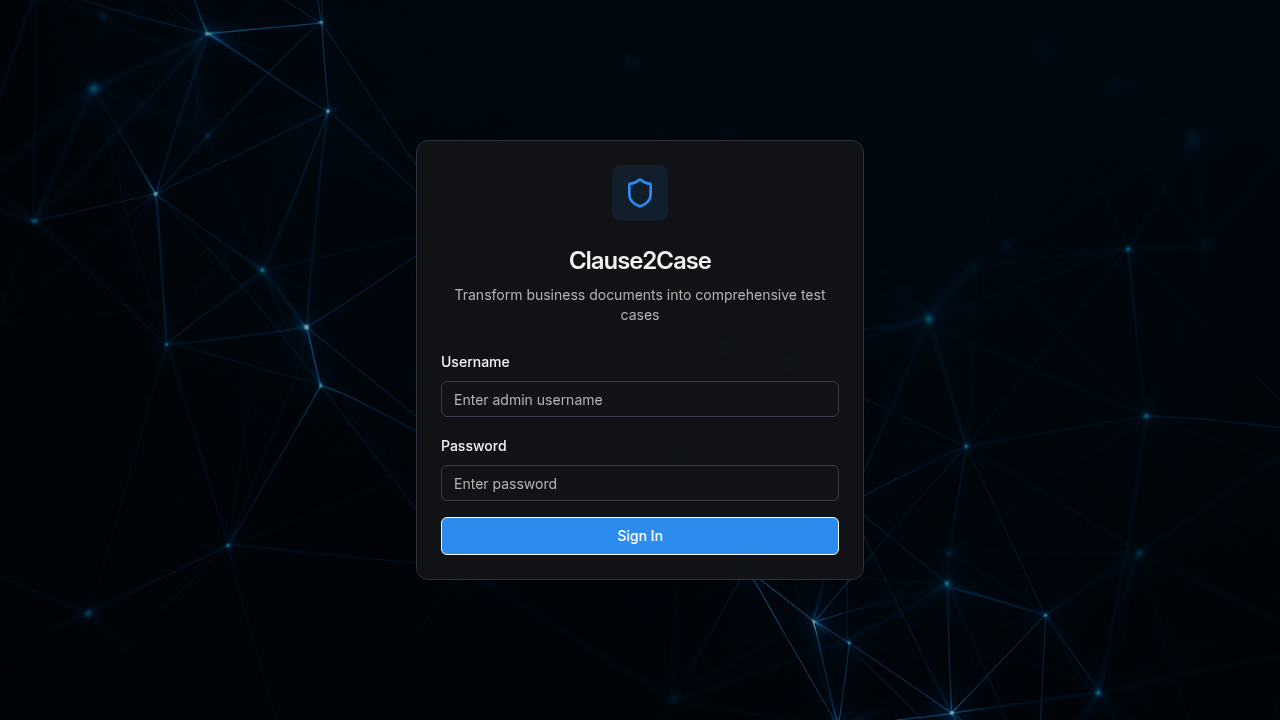 Clause2Case
Transform business documents into comprehensive test
cases
Username
Enter admin username
Password
Enter password
Sign In